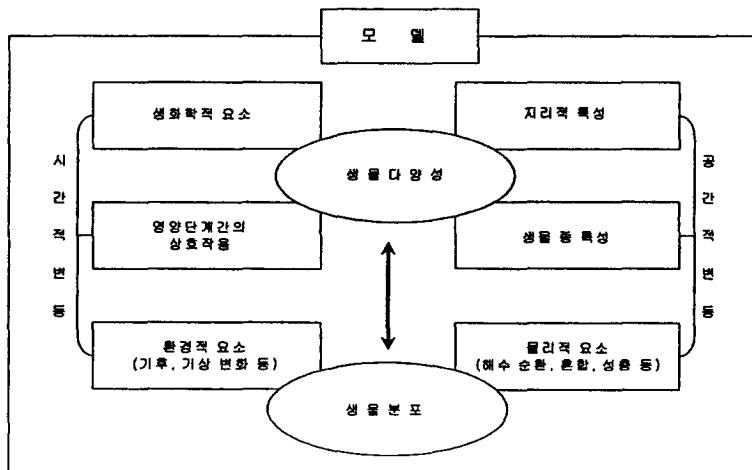 모 델
생화학적 요소
지리적 특성
생물다양성
시간적변동
공간적변동
영양단계간의
상호작용
생물 종 특성
환경적 요소
(기후, 기상 변화 등)
물리적 요소
(해수 순환, 혼합, 성층 등)
생물분포